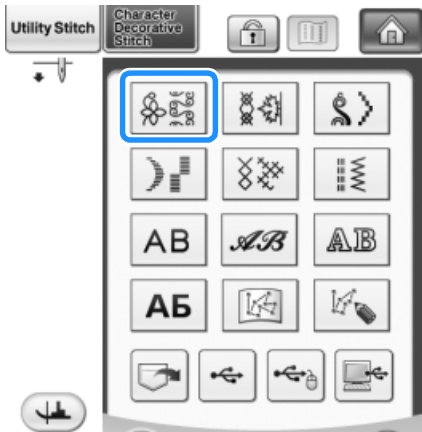 Utility Stitch
Character
Decorative
Stitch
AB
AB
AB
АБ